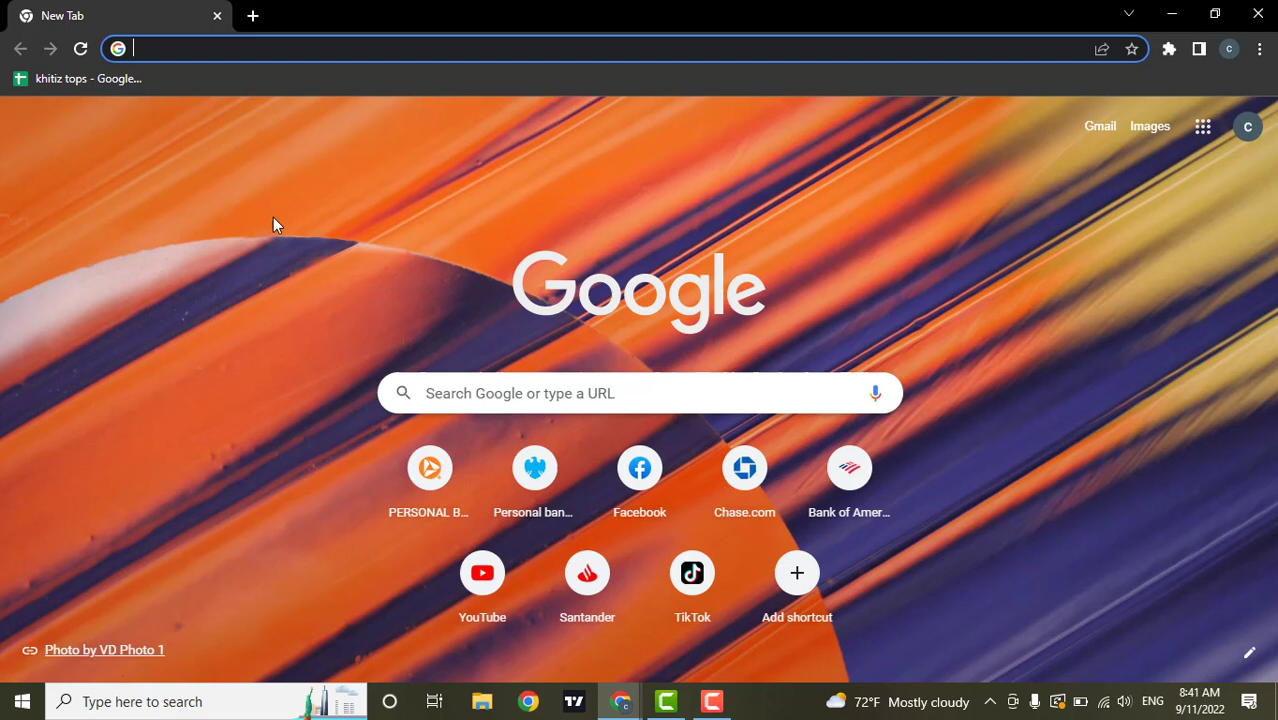 New Tab
khitiz tops - Google...
Gmail Images
C
Google
Search Google or type a URL
PERSONAL B... Personal ban... Facebook Chase.com Bank of Amer...
YouTube Santander TikTok Add shortcut
Photo by VD Photo 1
Type here to search
72°F Mostly cloudy
ENG
8:41 AM
9/11/2022